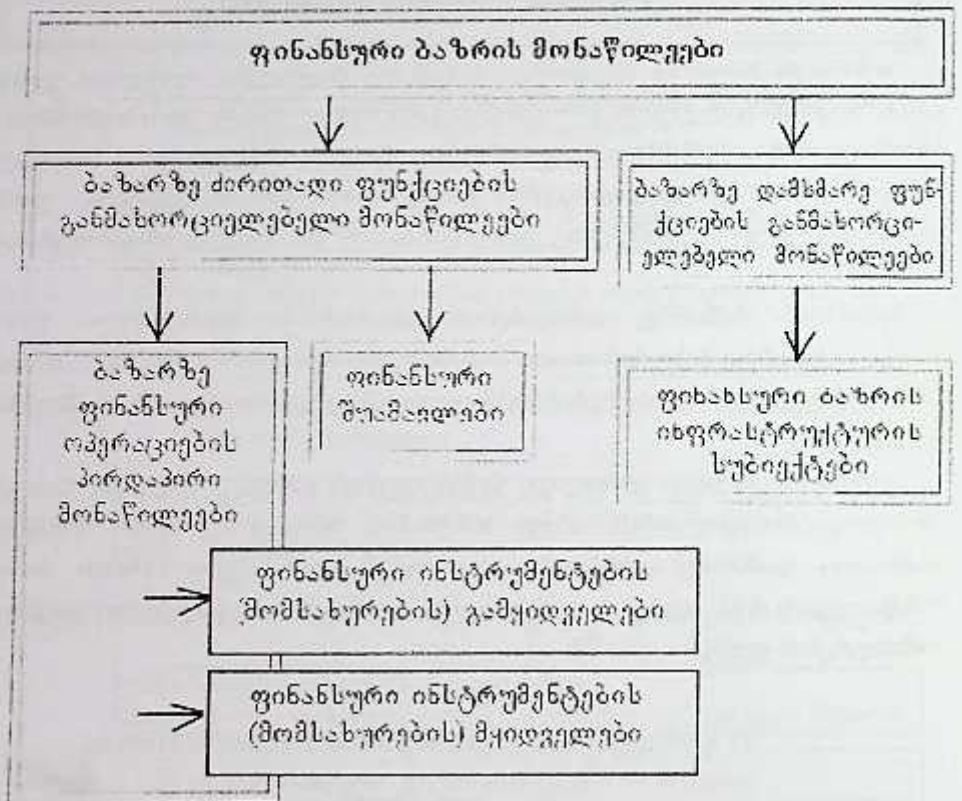 ფინანსური ბაზრის მონაწილეები
ბაზარზე ძირითადი ფუნქციების
განმახორციელებელი მონაწილეები
ბაზარზე დამხმარე ფუნ-
ქციების განმახორცი-
ელებელი მონაწილეები
ბაზარზე
ფინანსური
ოპერაციების
პირდაპირი
მონაწილეები
ფინანსური
შუამავლები
ფინანსური ბაზრის
ინფრასტრუქტურის
სუბიექტები
ფინანსური ინსტრუმენტების
მომსახურების) გამყიდველები
ფინანსური ინსტრუმენტების
(მომსახურების) მყიდველები